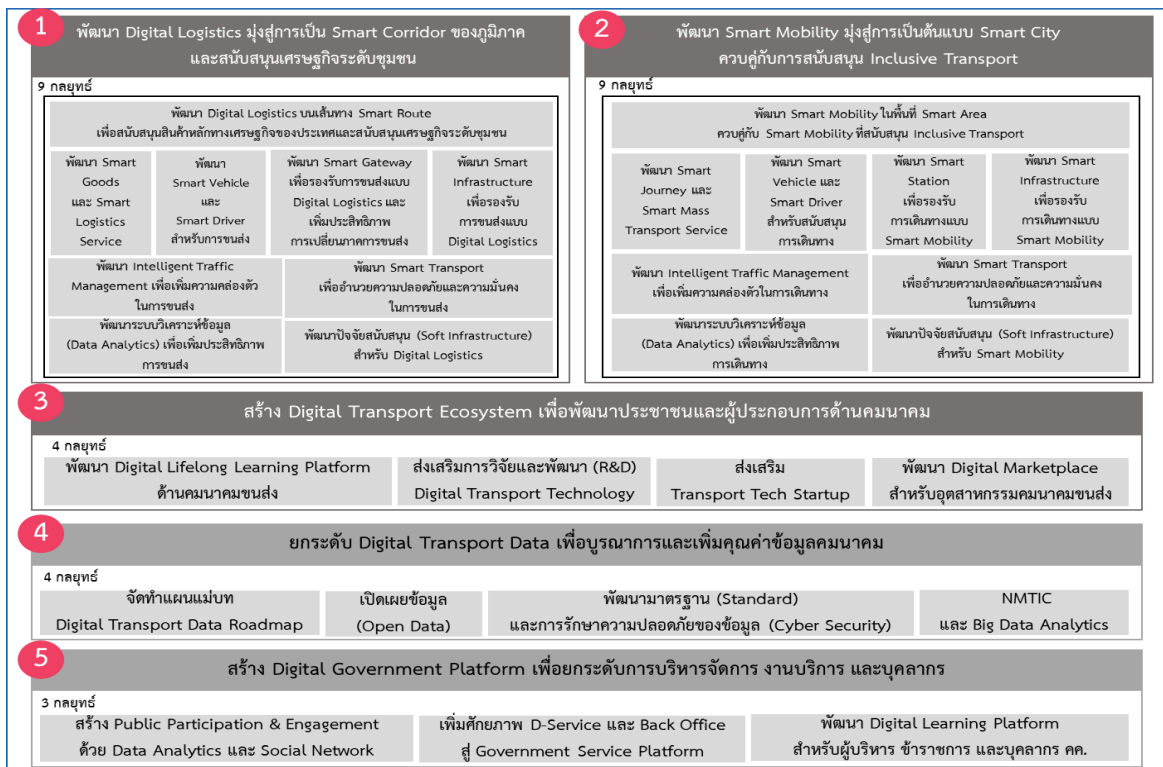 1
พัฒนา Digital Logistics มุ่งสู่การเป็น Smart Corridor ของภูมิภาค
และสนับสนุนเศรษฐกิจระดับชุมชน
9 กลยุทธ์
พัฒนา Digital Logistics บนเส้นทาง Smart Route
เพื่อสนับสนุนสินค้าหลักทางเศรษฐกิจของประเทศและสนับสนุนเศรษฐกิจระดับชุมชน
พัฒนา Smart
Goods
และ Smart
Logistics
Service
พัฒนา
Smart Vehicle
และ
Smart Driver
สำหรับการขนส่ง
พัฒนา Smart Gateway
เพื่อรองรับการขนส่งแบบ
Digital Logistics และ
เพิ่มประสิทธิภาพ
การเปลี่ยนภาคการขนส่ง
พัฒนา Smart
Infrastructure
เพื่อรองรับ
การขนส่งแบบ
Digital Logistics
พัฒนา Intelligent Traffic
Management เพื่อเพิ่มความคล่องตัว
ในการขนส่ง
พัฒนา Smart Transport
เพื่ออำนวยความปลอดภัยและความมั่นคง
ในการขนส่ง
พัฒนาระบบวิเคราะห์ข้อมูล
(Data Analytics) เพื่อเพิ่มประสิทธิภาพ
การขนส่ง
พัฒนาปัจจัยสนับสนุน (Soft Infrastructure)
สำหรับ Digital Logistics
2
พัฒนา Smart Mobility มุ่งสู่การเป็นต้นแบบ Smart City
ควบคู่กับการสนับสนุน Inclusive Transport
9 กลยุทธ์
พัฒนา Smart Mobility ในพื้นที่ Smart Area
ควบคู่กับ Smart Mobility ที่สนับสนุน Inclusive Transport
พัฒนา Smart
Journey และ
Smart Mass
Transport Service
พัฒนา Smart
Vehicle และ
Smart Driver
สำหรับสนับสนุน
การเดินทาง
พัฒนา Smart
Station
เพื่อรองรับ
การเดินทางแบบ
Smart Mobility
พัฒนา Smart
Infrastructure
เพื่อรองรับ
การเดินทางแบบ
Smart Mobility
พัฒนา Intelligent Traffic Management
เพื่อเพิ่มความคล่องตัวในการเดินทาง
พัฒนา Smart Transport
เพื่ออำนวยความปลอดภัยและความมั่นคง
ในการเดินทาง
พัฒนาระบบวิเคราะห์ข้อมูล
(Data Analytics) เพื่อเพิ่มประสิทธิภาพ
การเดินทาง
พัฒนาปัจจัยสนับสนุน (Soft Infrastructure)
สำหรับ Smart Mobility
3
สร้าง Digital Transport Ecosystem เพื่อพัฒนาประชาชนและผู้ประกอบการด้านคมนาคม
4 กลยุทธ์
พัฒนา Digital Lifelong Learning Platform
ด้านคมนาคมขนส่ง
ส่งเสริมการวิจัยและพัฒนา (R&D)
Digital Transport Technology
ส่งเสริม
Transport Tech Startup
พัฒนา Digital Marketplace
สำหรับอุตสาหกรรมคมนาคมขนส่ง
4
ยกระดับ Digital Transport Data เพื่อบูรณาการและเพิ่มคุณค่าข้อมูลคมนาคม
4 กลยุทธ์
จัดทำแผนแม่บท
Digital Transport Data Roadmap
เปิดเผยข้อมูล
(Open Data)
พัฒนามาตรฐาน (Standard)
และการรักษาความปลอดภัยของข้อมูล (Cyber Security)
NMTIC
และ Big Data Analytics
5
สร้าง Digital Government Platform เพื่อยกระดับการบริหารจัดการ งานบริการ และบุคลากร
3 กลยุทธ์
สร้าง Public Participation & Engagement
ด้วย Data Analytics และ Social Network
เพิ่มศักยภาพ D-Service และ Back Office
สู่ Government Service Platform
พัฒนา Digital Learning Platform
สำหรับผู้บริหาร ข้าราชการ และบุคลากร คค.